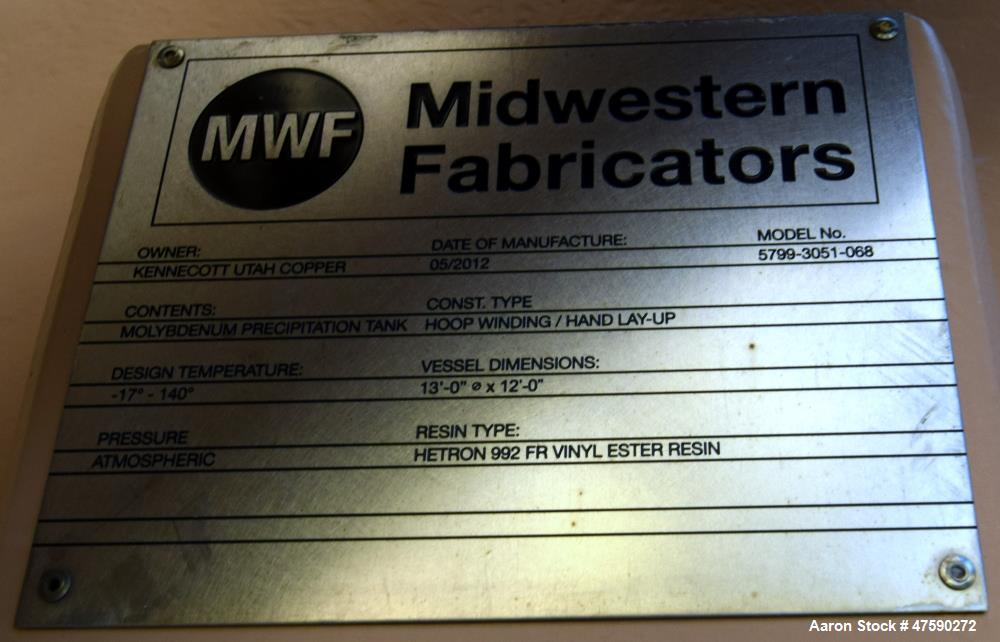 MWF
Midwestern
Fabricators
OWNER: DATE OF MANUFACTURE: MODEL No.
KENNECOTT UTAH COPPER 05/2012 5799-3051-068
CONTENTS: CONST. TYPE
MOLYBDENUM PRECIPITATION TANK HOOP WINDING / HAND LAY-UP
DESIGN TEMPERATURE: VESSEL DIMENSIONS:
-17° - 140° 13'-0" ⌀ x 12'-0"
PRESSURE RESIN TYPE:
ATMOSPHERIC HETRON 992 FR VINYL ESTER RESIN
Aaron Stock # 47590272